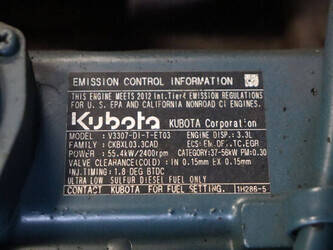 EMISSION CONTROL INFORMATION
THIS ENGINE MEETS 2012 Int.Tier4 EMISSION REGULATIONS
FOR U. S. EPA AND CALIFORNIA NONROAD CI ENGINES.
Kubota KUBOTA Corporation
MODEL : V3307-DI-T-ET03 ENGINE DISP.: 3.3L
FAMILY : CKBXL03.3CAD ECS: EM.DF.,TC,EGR
POWER : 55.4kW/2400rpm CATEGORY:37-56kW PM:0.30
VALVE CLEARANCE(COLD) : IN 0.15mm EX 0.15mm
INJ.TIMING : 1.8 DEG BTDC
ULTRA LOW SULFUR DIESEL FUEL ONLY
CONTACT KUBOTA FOR FUEL SETTING. 1H286-5